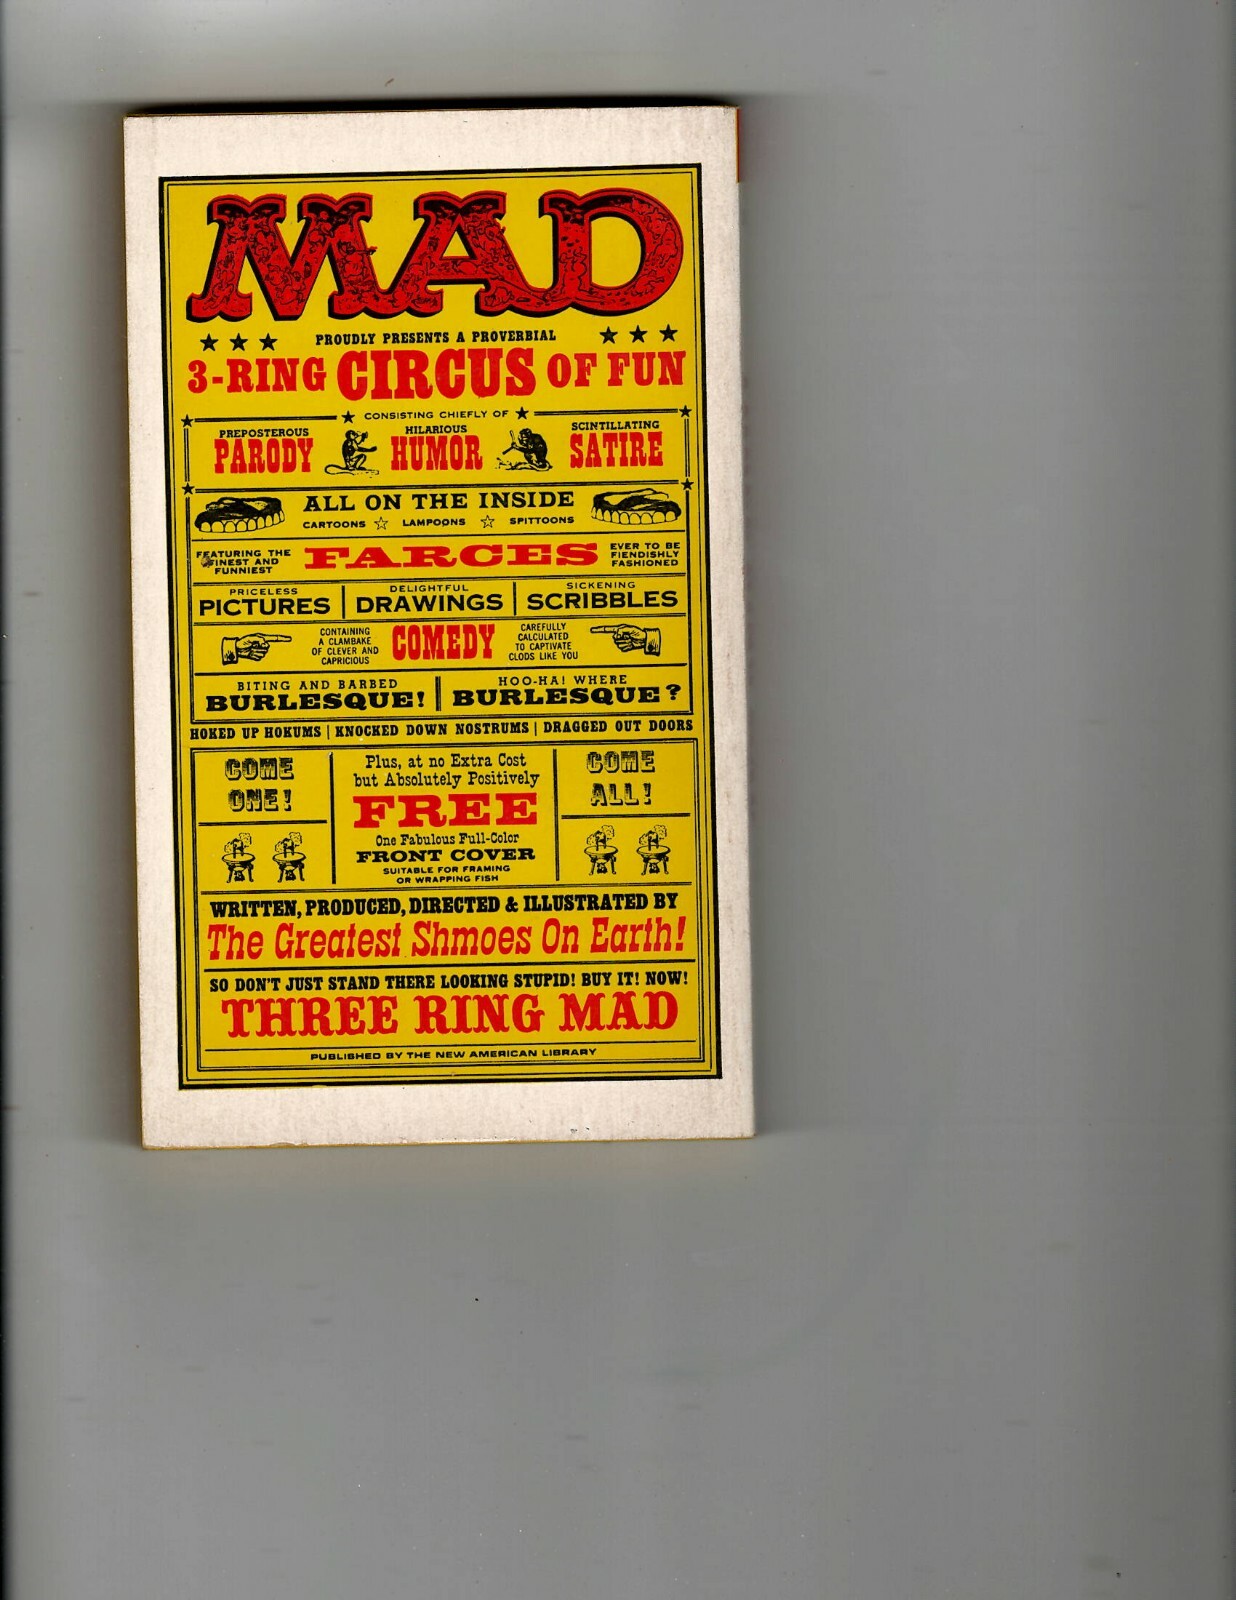 MAD
PROUDLY PRESENTS A PROVERBIAL
3-RING CIRCUS OF FUN
CONSISTING CHIEFLY OF
PREPOSTEROUS
PARODY
HILARIOUS
HUMOR
SCINTILLATING
SATIRE
ALL ON THE INSIDE
CARTOONS ☆ LAMPOONS ☆ SPITTOONS
FEATURING THE
FINEST AND
FUNNIEST
FARCES
EVER TO BE
FIENDISHLY
FASHIONED
PRICELESS
PICTURES
DELIGHTFUL
DRAWINGS
SICKENING
SCRIBBLES
CONTAINING
A CLAMBAKE
OF CLEVER AND
CAPRICIOUS
COMEDY
CAREFULLY
CALCULATED
TO CAPTIVATE
CLODS LIKE YOU
BITING AND BARBED
BURLESQUE!
HOO-HA! WHERE
BURLESQUE?
HOKED UP HOKUMS | KNOCKED DOWN NOSTRUMS | DRAGGED OUT DOORS
COME
ONE!
Plus, at no Extra Cost
but Absolutely Positively
FREE
One Fabulous Full-Color
FRONT COVER
SUITABLE FOR FRAMING
OR WRAPPING FISH
COME
ALL!
WRITTEN, PRODUCED, DIRECTED & ILLUSTRATED BY
The Greatest Shmoes On Earth!
SO DON'T JUST STAND THERE LOOKING STUPID! BUY IT! NOW!
THREE RING MAD
PUBLISHED BY THE NEW AMERICAN LIBRARY